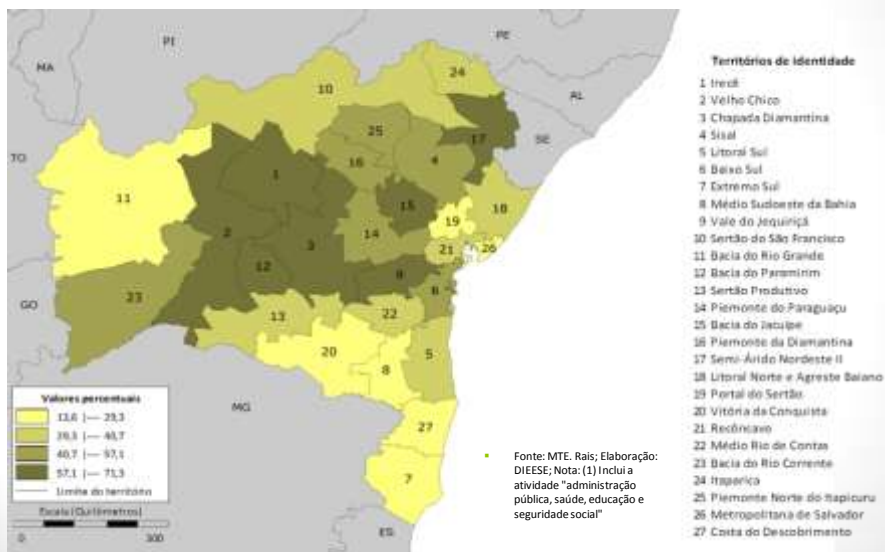 PI
PE
MA
AL
SE
TO
GO
MG
ES
24
10
17
25
4
16
1
11
15
18
19
2
3
14
21
26
12
9
6
23
13
22
5
20
8
27
7
Valores percentuais
13,6 |--- 29,3
29,3 |--- 40,7
40,7 |--- 57,1
57,1 |--- 71,3
Limite do território
Escala (Quilômetros)
0 300
Fonte: MTE. Rais; Elaboração:
DIEESE; Nota: (1) Inclui a
atividade "administração
pública, saúde, educação e
seguridade social"
Territórios de Identidade
1 Irecê
2 Velho Chico
3 Chapada Diamantina
4 Sisal
5 Litoral Sul
6 Baixo Sul
7 Extremo Sul
8 Médio Sudoeste da Bahia
9 Vale do Jequiriçá
10 Sertão do São Francisco
11 Bacia do Rio Grande
12 Bacia do Paramirim
13 Sertão Produtivo
14 Piemonte do Paraguaçu
15 Bacia do Jacuípe
16 Piemonte da Diamantina
17 Semi-Árido Nordeste II
18 Litoral Norte e Agreste Baiano
19 Portal do Sertão
20 Vitória da Conquista
21 Recôncavo
22 Médio Rio de Contas
23 Bacia do Rio Corrente
24 Itaparica
25 Piemonte Norte do Itapicuru
26 Metropolitana de Salvador
27 Costa do Descobrimento